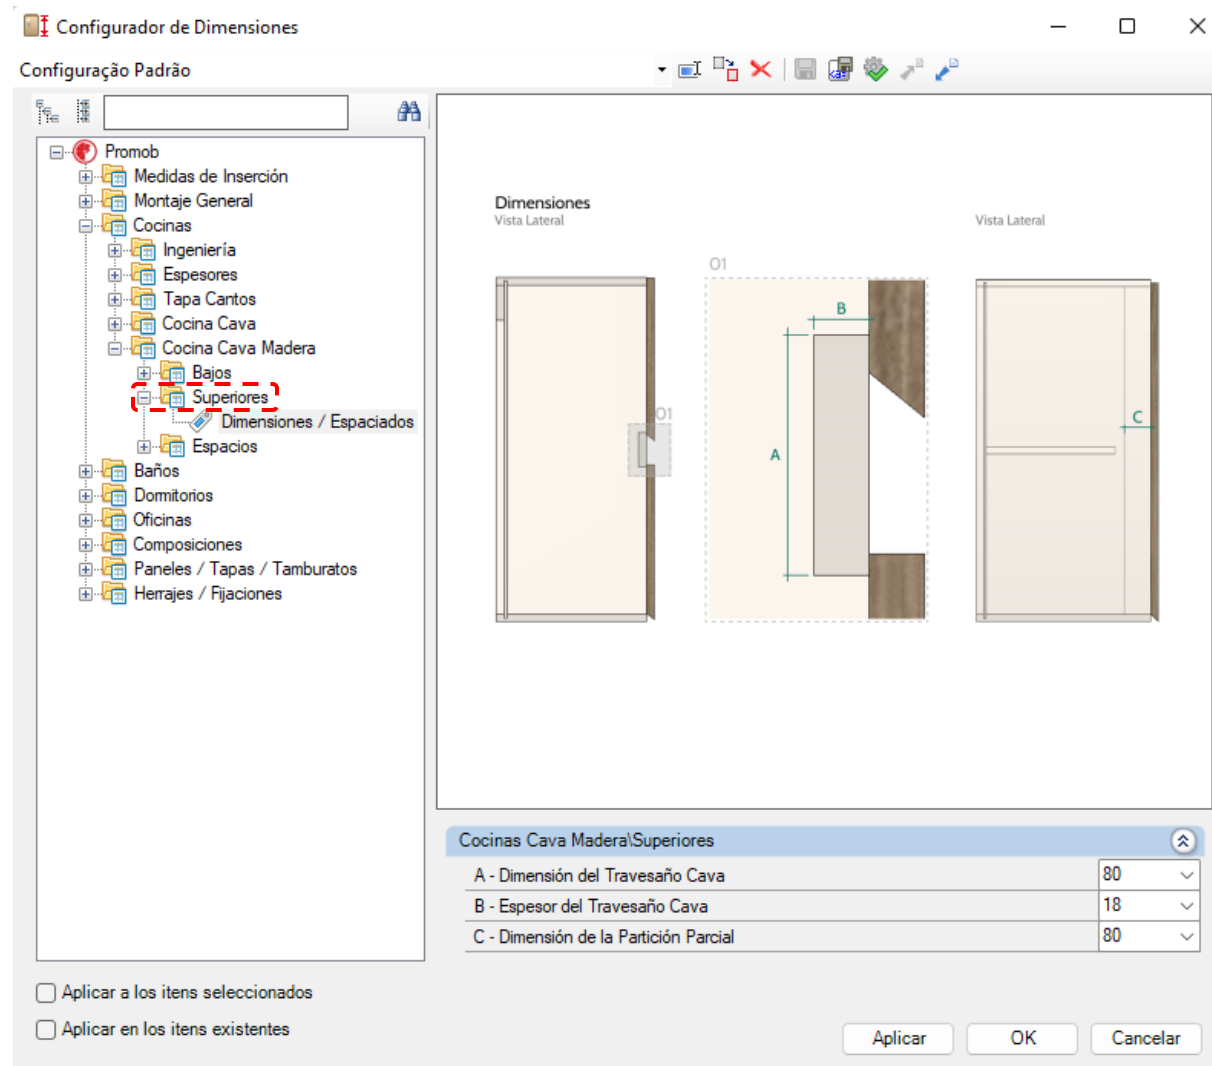 Configurador de Dimensiones
Configuração Padrão
Promob
Medidas de Inserción
Montaje General
Cocinas
Ingeniería
Espesores
Tapa Cantos
Cocina Cava
Cocina Cava Madera
Bajos
Superiores
Dimensiones / Espaciados
Espacios
Baños
Dormitorios
Oficinas
Composiciones
Paneles / Tapas / Tamburatos
Herrajes / Fijaciones
Dimensiones
Vista Lateral
Vista Lateral
01
B
01
A
C
Cocinas Cava Madera\Superiores
A - Dimensión del Travesaño Cava 80
B - Espesor del Travesaño Cava 18
C - Dimensión de la Partición Parcial 80
Aplicar a los itens seleccionados
Aplicar en los itens existentes
Aplicar OK Cancelar